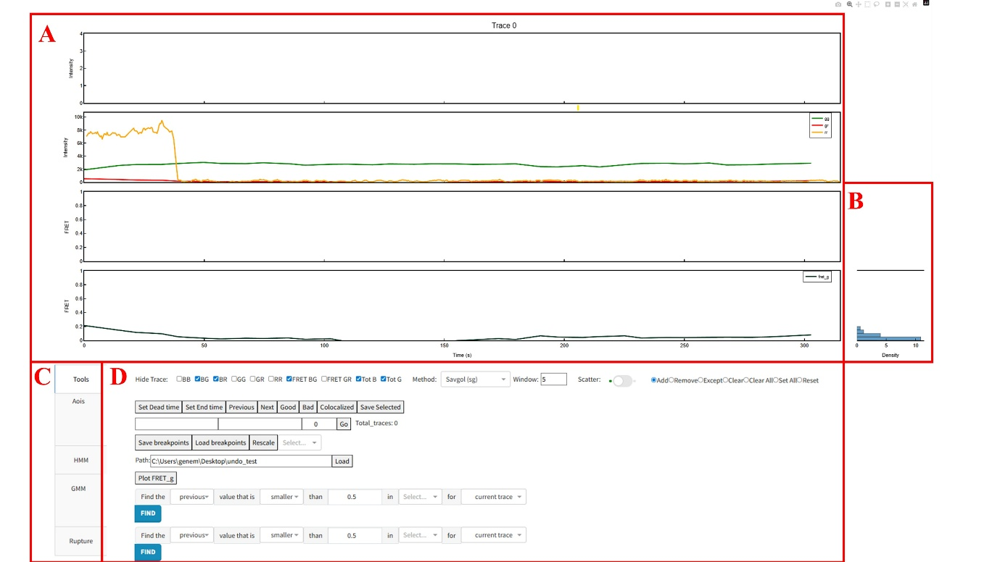 A
Trace 0
Intensity
4
3
2
1
0
Intensity
10k
8k
6k
4k
2k
0
gg
gr
rr
FRET
1
0.8
0.6
0.4
0.2
0
FRET
1
0.8
0.6
0.4
0.2
0
fret_g
0 50 100 150 200 250 300
Time (s)
B
0 5 10
Density
C
Tools
Aois
HMM
GMM
Rupture
D
Hide Trace: BB BG BR GG GR RR FRET BG FRET GR Tot B Tot G Method: Savgol (sg) Window: 5 Scatter: Add Remove Except Clear Clear All Set All Reset
Set Dead time Set End time Previous Next Good Bad Colocalized Save Selected
0 Go Total_traces: 0
Save breakpoints Load breakpoints Rescale Select...
Path: C:\Users\genem\Desktop\undo_test Load
Plot FRET_g
Find the previous value that is smaller than 0.5 in Select... for current trace
FIND
Find the previous value that is smaller than 0.5 in Select... for current trace
FIND